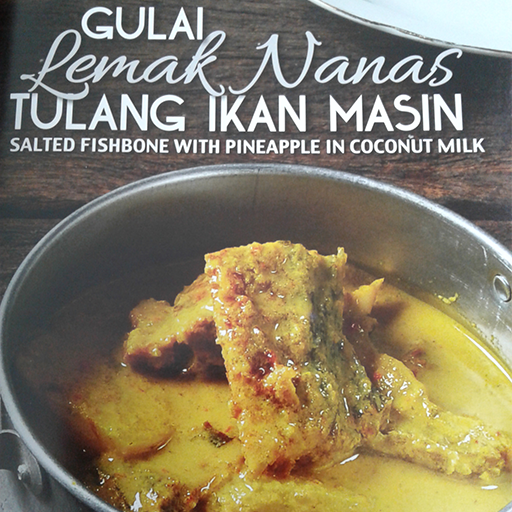 GULAI
Lemak Nanas
TULANG IKAN MASIN
SALTED FISHBONE WITH PINEAPPLE IN COCONUT MILK